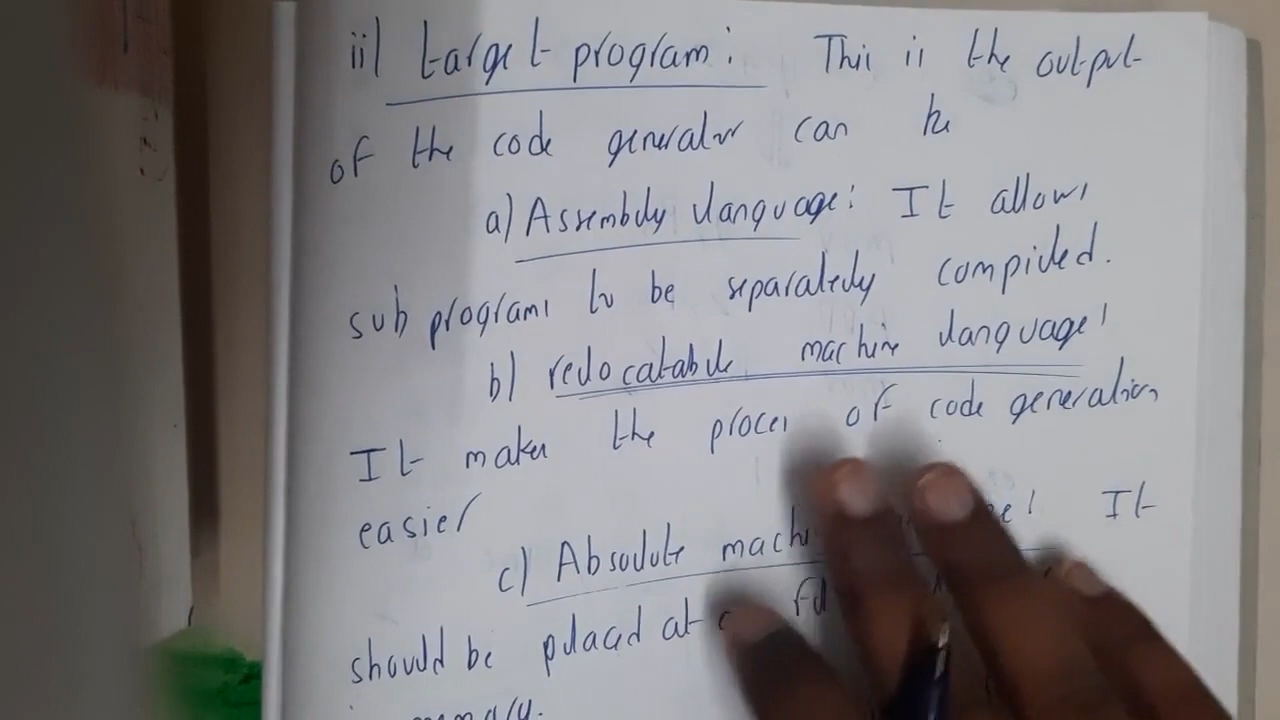 ii) target program: This is the output
of the code generator can be
a) Assembly language: It allows
sub programs to be separately compiled.
b) relocatable machine language:
It makes the process of code generation
easier
c) Absolute It
should be placed at